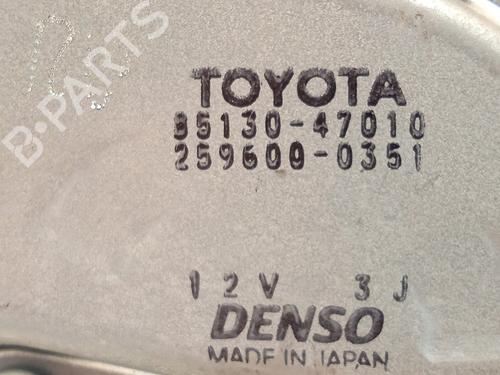 B-PARTS
TOYOTA
85130-47010
259600-0351
12V 3J
DENSO
MADE IN JAPAN